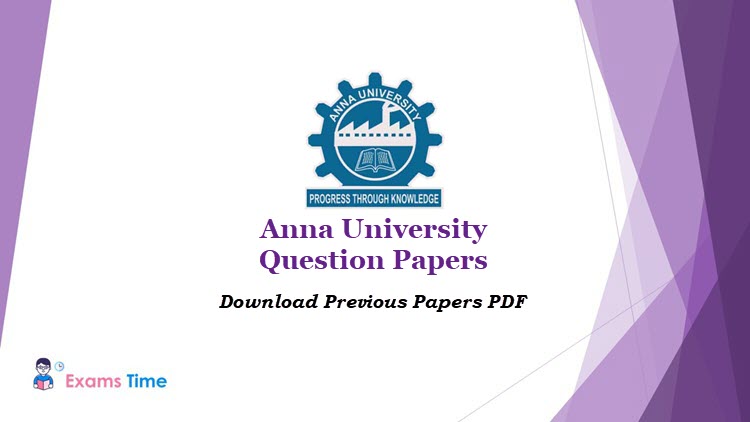 ANNA UNIVERSITY
PROGRESS THROUGH KNOWLEDGE
Anna University
Question Papers
Download Previous Papers PDF
Exams Time